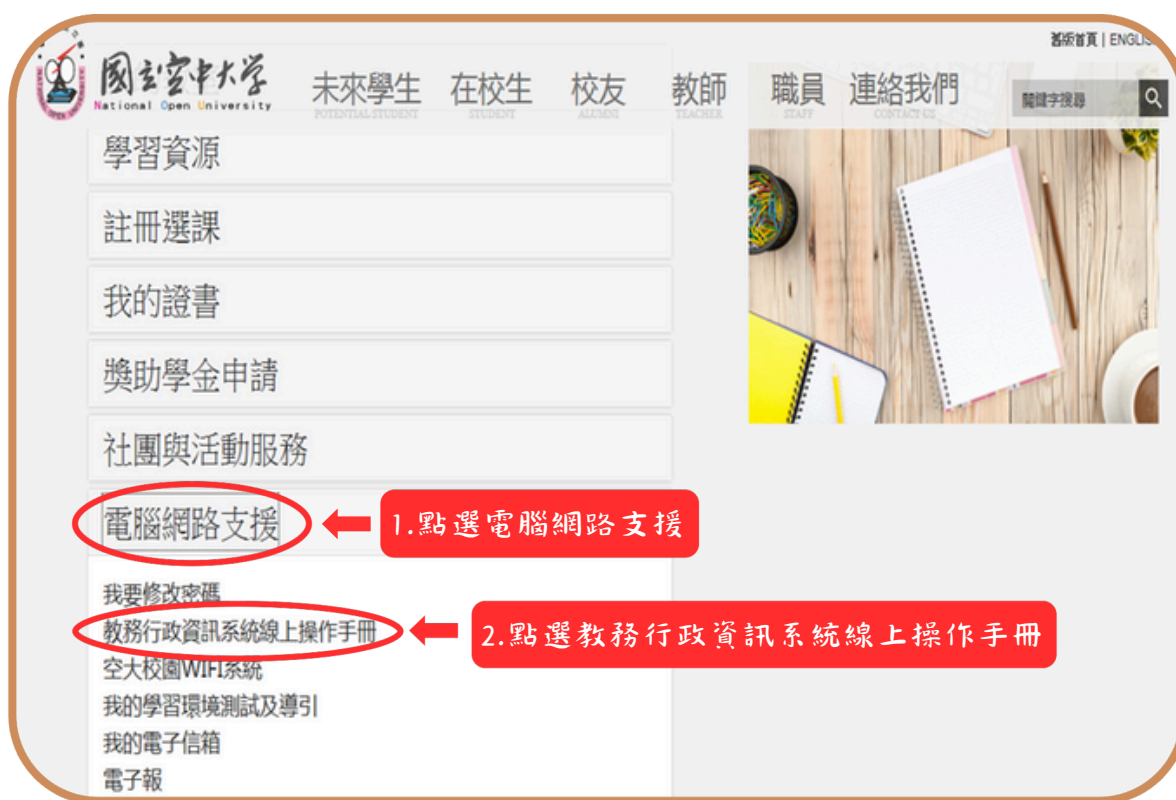 舊版首頁 | ENGLIS
國立空中大學
National Open University
未來學生 在校生 校友 教師 職員 連絡我們
POTENTIAL STUDENT STUDENT ALUMNI TEACHER STAFF CONTACT US
關鍵字搜尋
學習資源
註冊選課
我的證書
獎助學金申請
社團與活動服務
電腦網路支援
1.點選電腦網路支援
我要修改密碼
教務行政資訊系統線上操作手冊
2.點選教務行政資訊系統線上操作手冊
空大校園WIFI系統
我的學習環境測試及導引
我的電子信箱
電子報